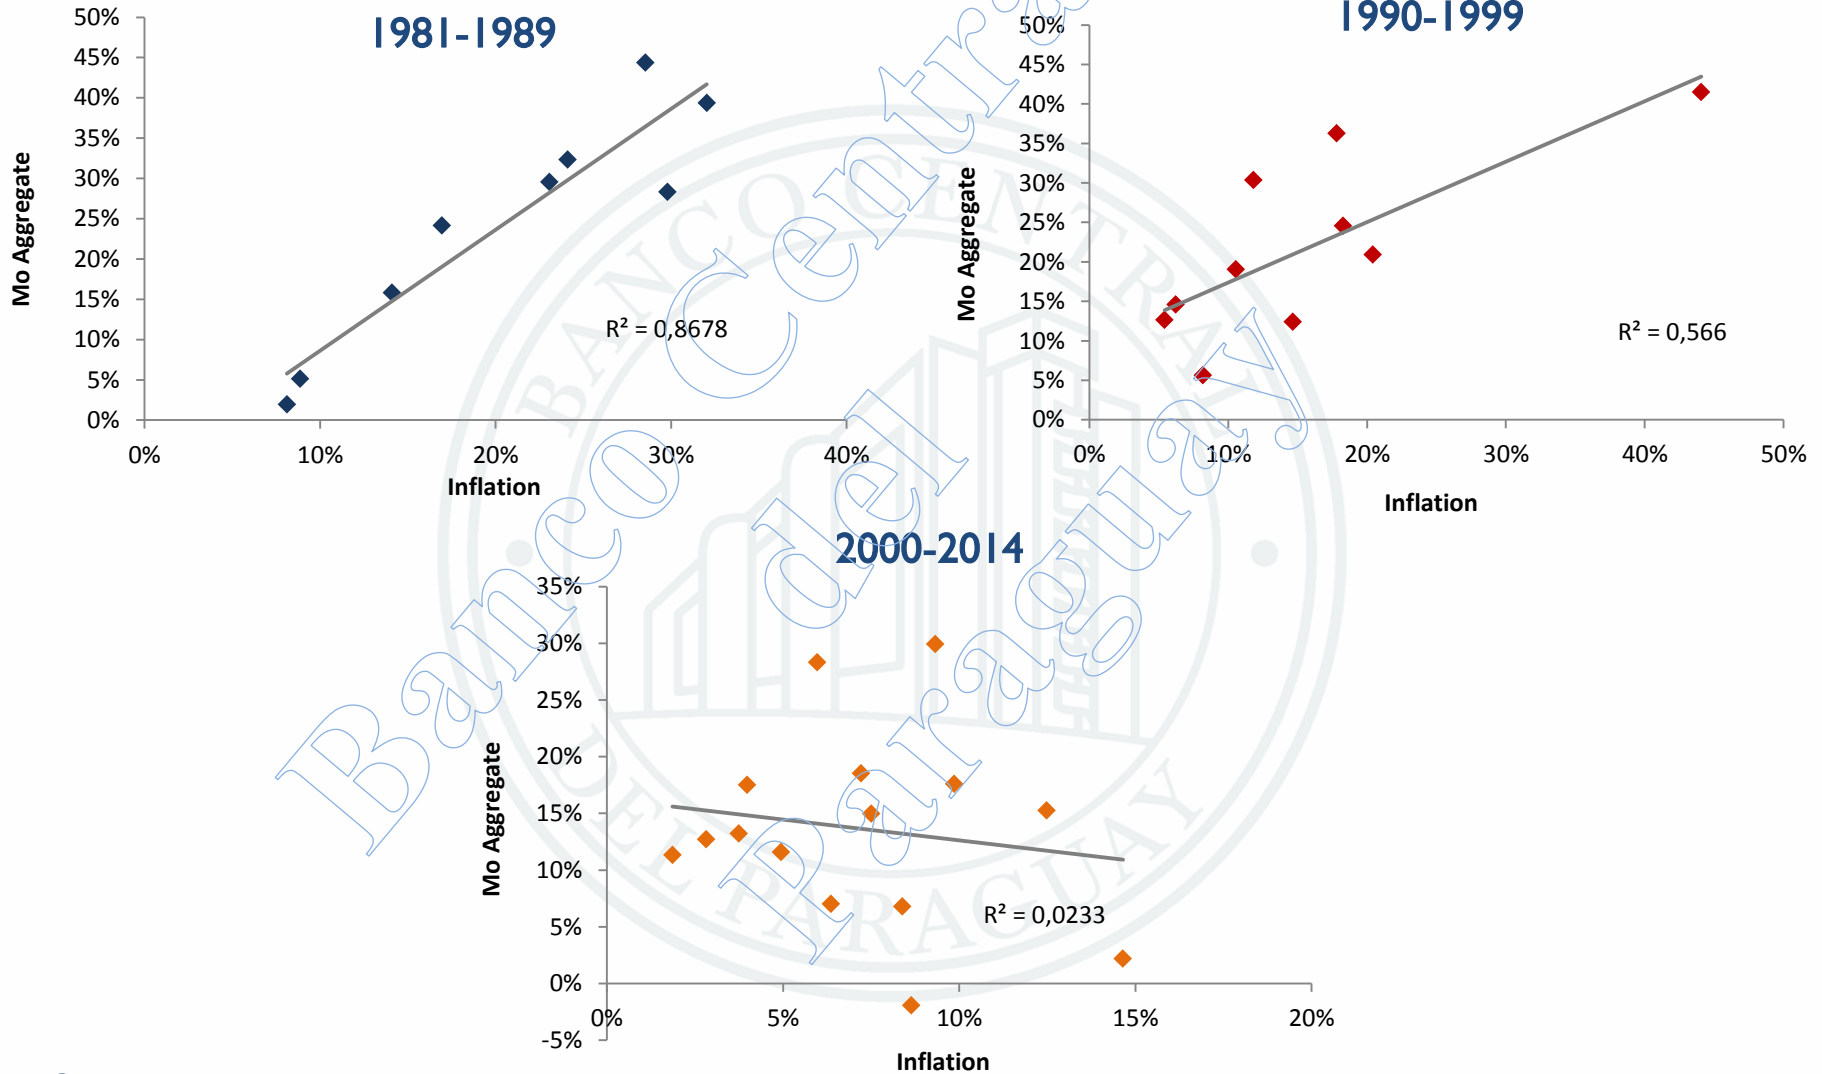 1981-1989
50%
45%
40%
35%
30%
25%
20%
15%
10%
5%
0%
Mo Aggregate
R² = 0,8678
0% 10% 20% 30% 40%
Inflation
1990-1999
50%
45%
40%
35%
30%
25%
20%
15%
10%
5%
0%
Mo Aggregate
R² = 0,566
0% 10% 20% 30% 40% 50%
Inflation
2000-2014
35%
30%
25%
20%
15%
10%
5%
0%
-5%
Mo Aggregate
R² = 0,0233
0% 5% 10% 15% 20%
Inflation
BANCO CENTRAL
DEL PARAGUAY
Banco Central
del
Paraguay